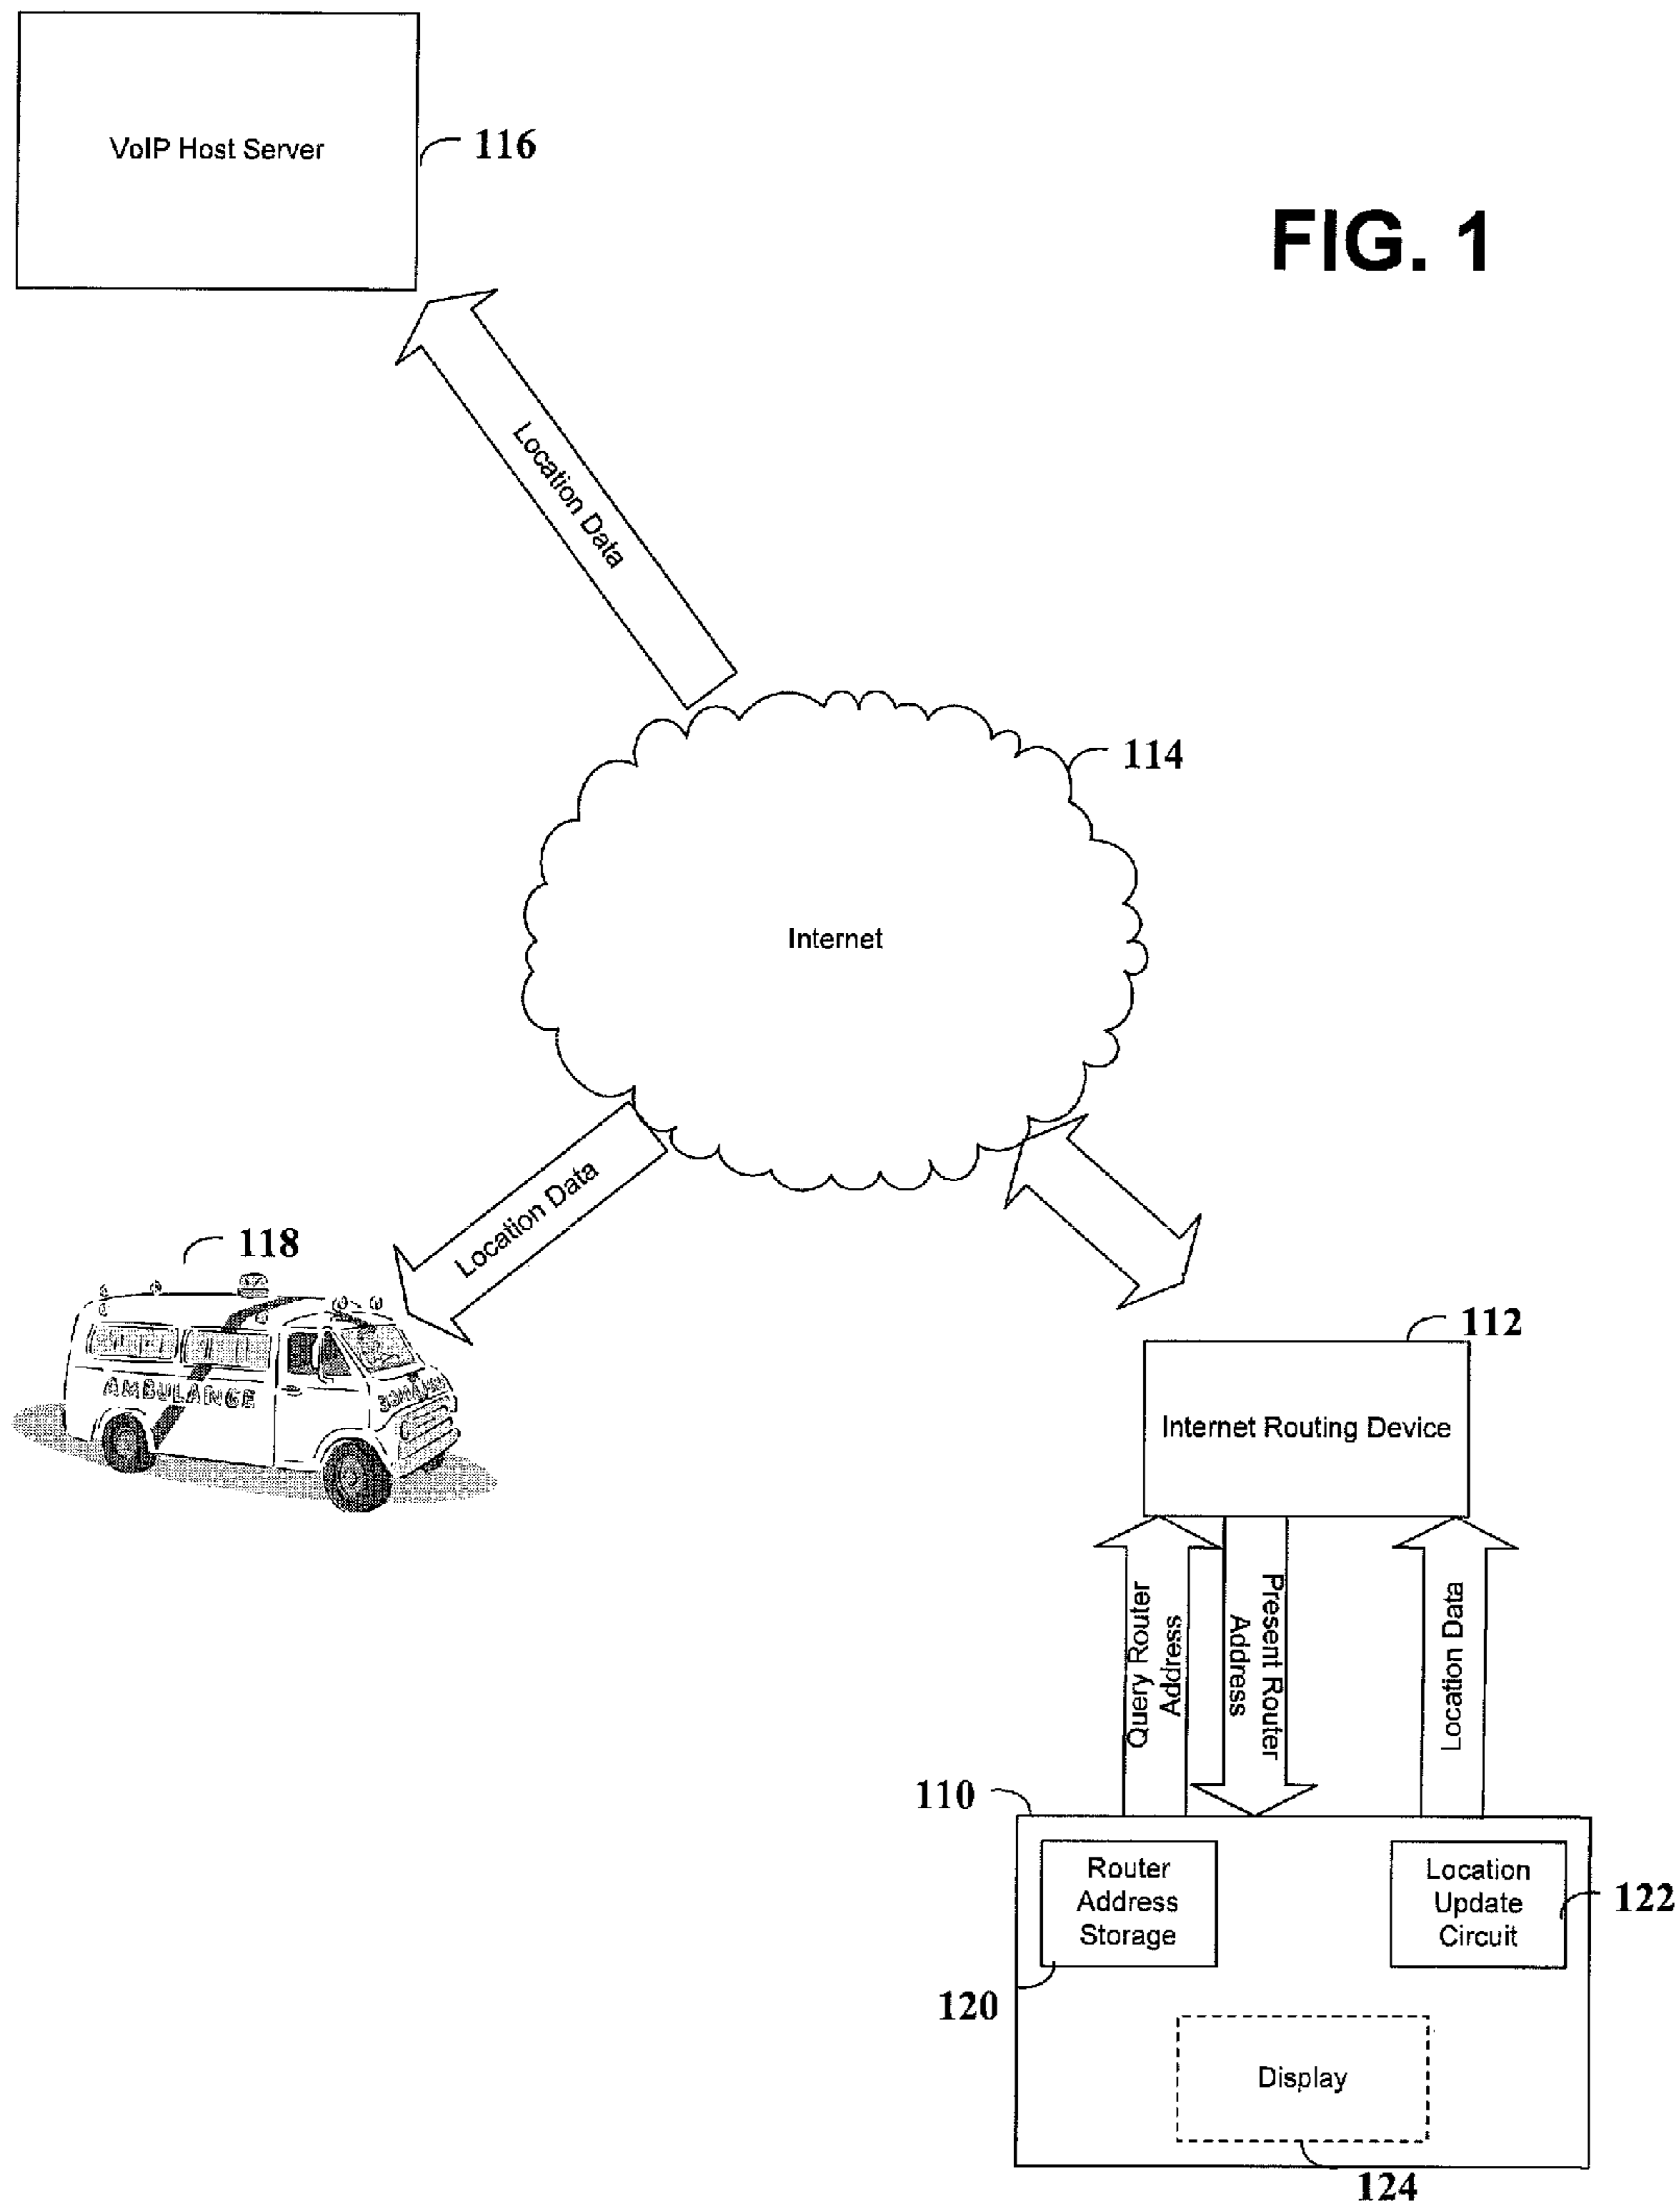 VoIP Host Server
116
FIG. 1
Location Data
114
Internet
Location Data
118
AMBULANCE
112
Internet Routing Device
Query Router
Address
Present Router
Address
Location Data
110
Router
Address
Storage
Location
Update
Circuit
122
120
Display
124